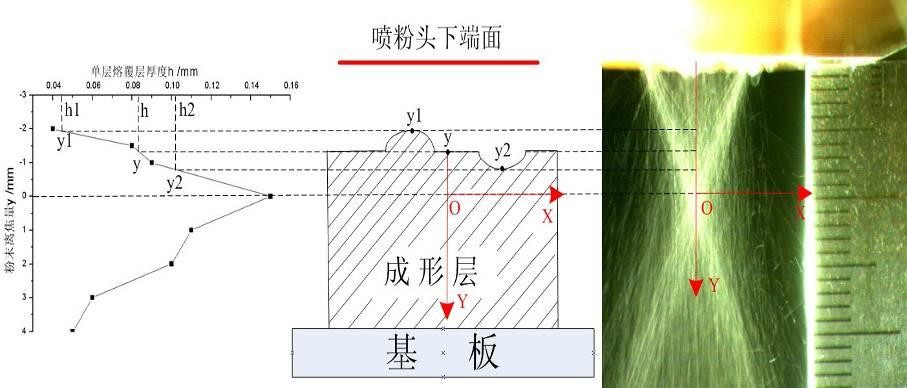 喷粉头下端面
单层熔覆层厚度h /mm
0.04 0.06 0.08 0.10 0.12 0.14 0.16
h1 h h2
-3
-2
-1
0
1
2
3
4
粉末离焦量y /mm
y1
y
y2
y1
y
y2
O
X
Y
成形层
基 板
O
X
Y